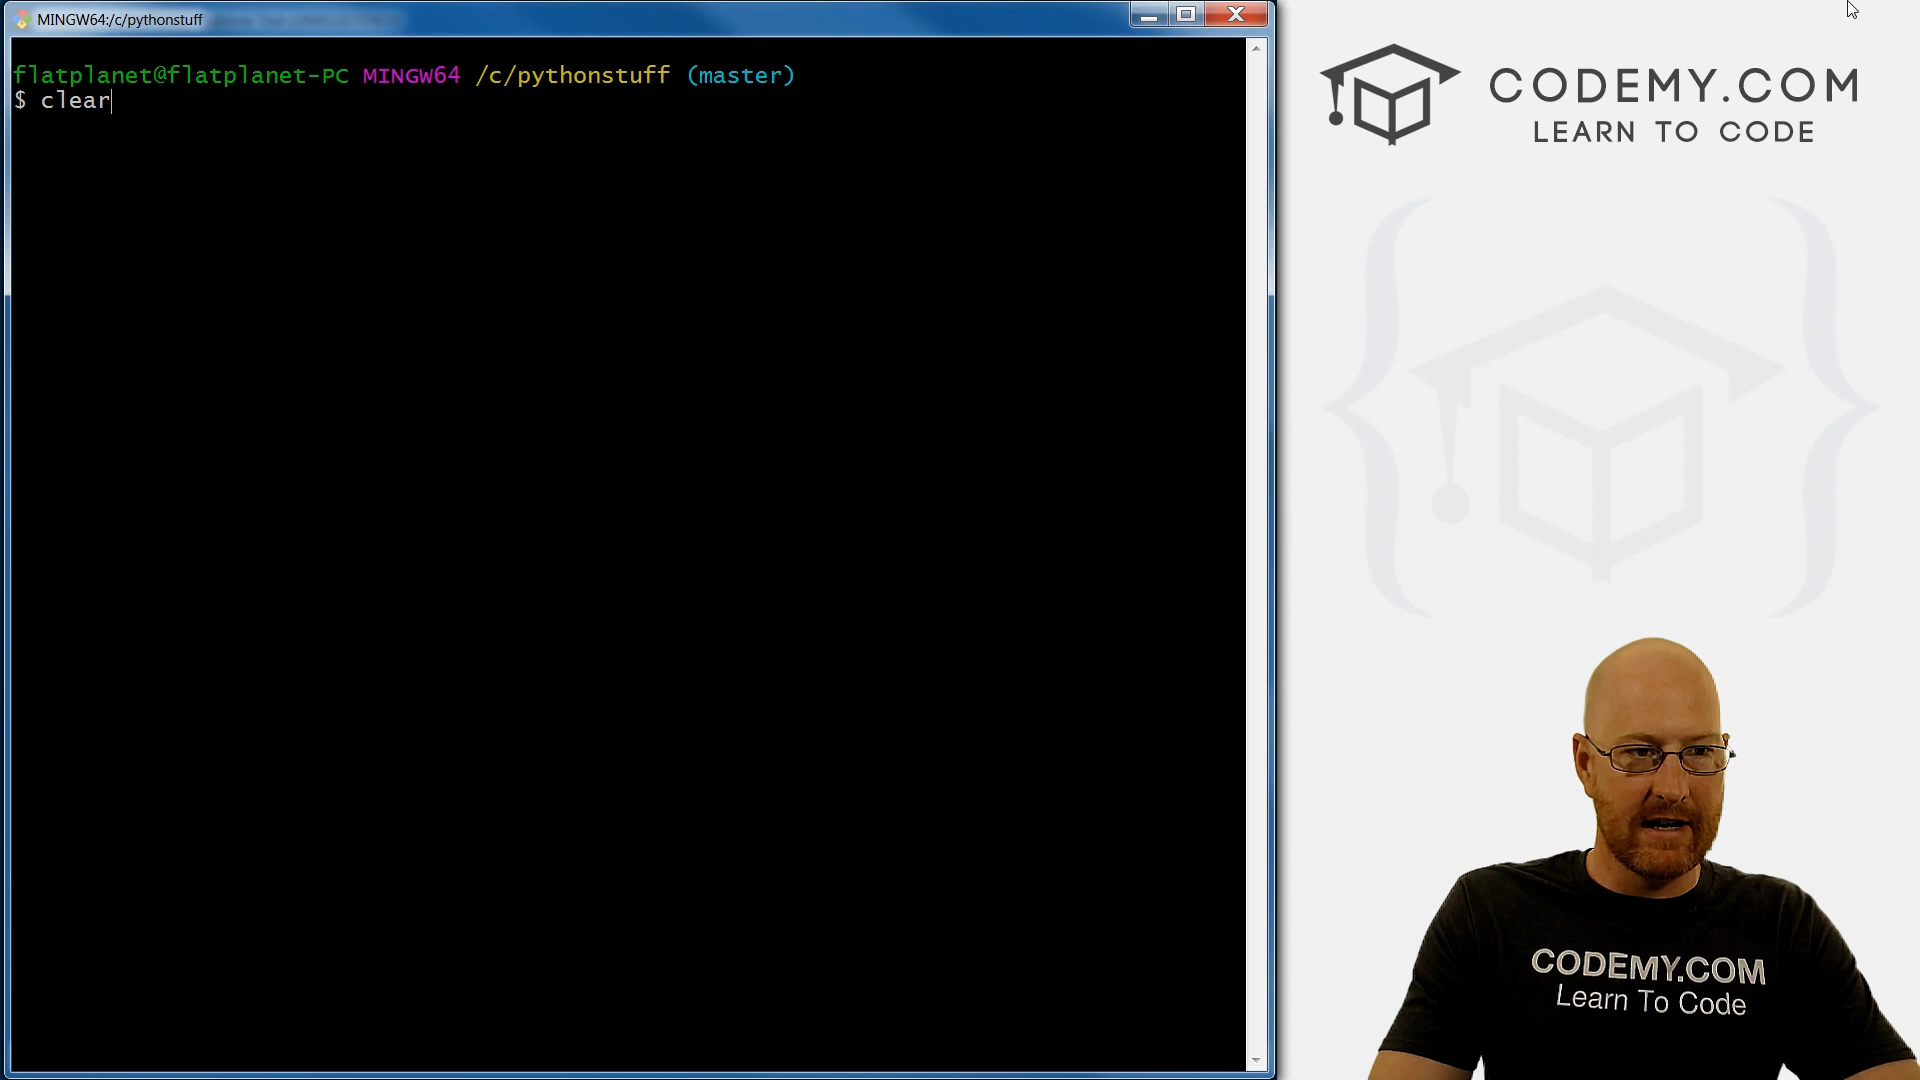 MINGW64:/c/pythonstuff
flatplanet@flatplanet-PC MINGW64 /c/pythonstuff (master)
$ clear
CODEMY.COM
LEARN TO CODE
CODEMY.COM
Learn To Code